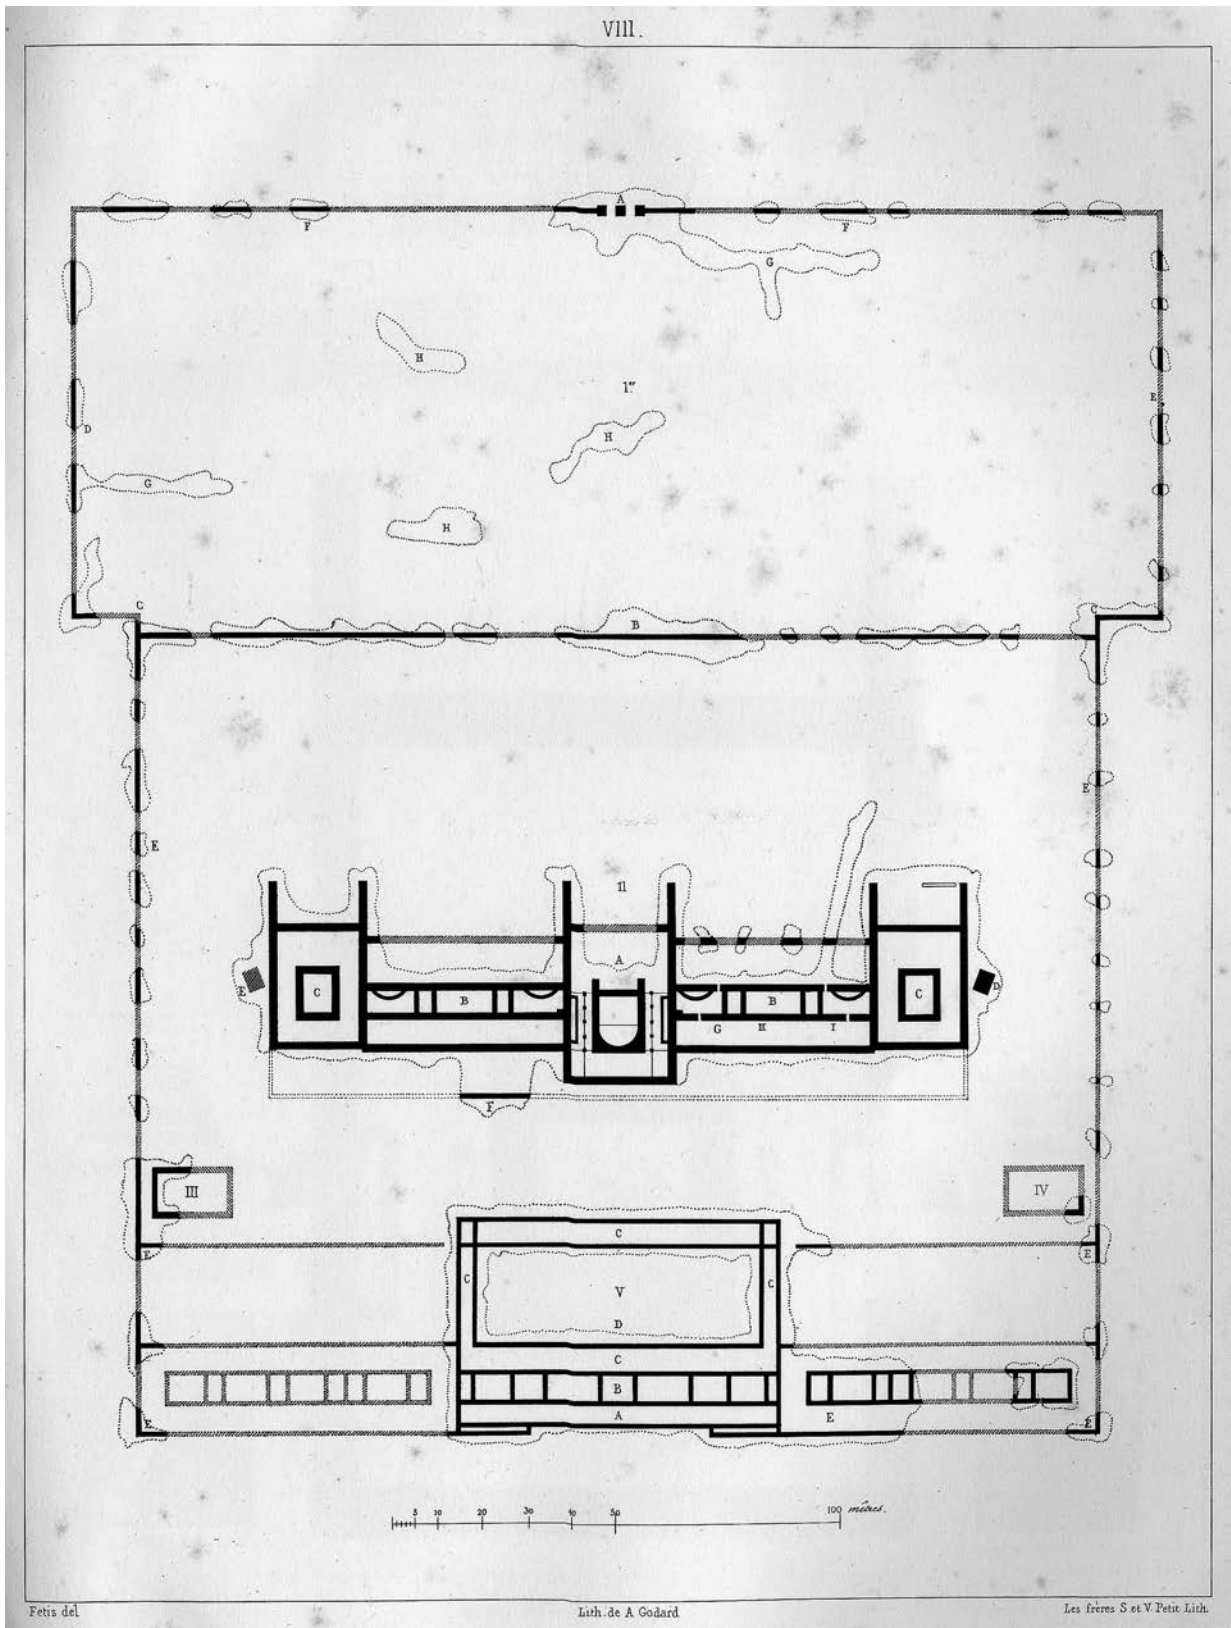 VIII.
A
F F
G
H
1er
E
H
D
G
H
C C
B
E
E
II
A
E C B B C D
G H I
F
III IV
C
E E
C C
V
D
C
B
A E
E E
5 10 20 30 40 50 100 mètres.
Fetis del Lith. de A. Godard Les frères S. et V. Petit Lith.